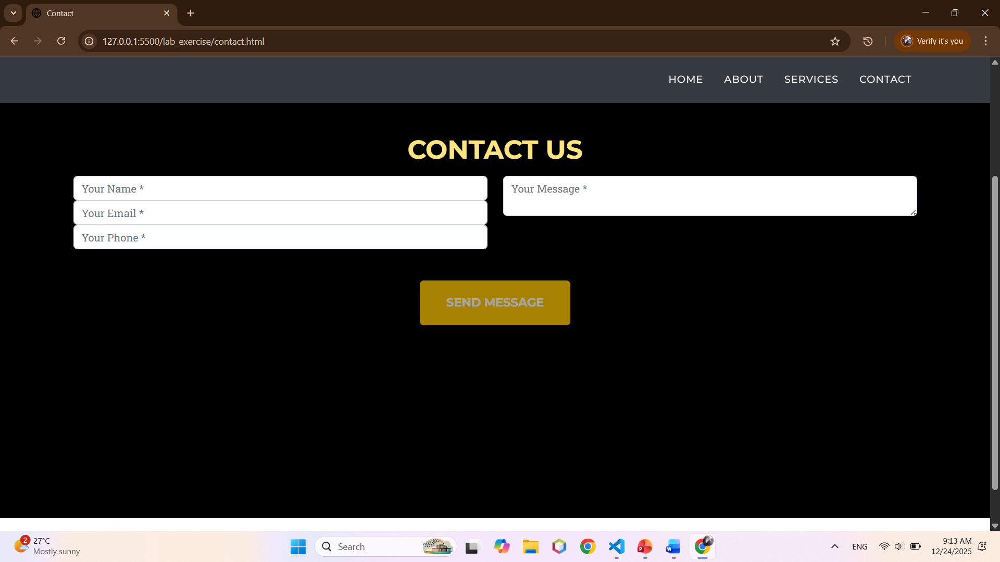 Contact
127.0.0.1:5500/lab_exercise/contact.html
Verify it's you
HOME ABOUT SERVICES CONTACT
CONTACT US
Your Name *
Your Message *
Your Email *
Your Phone *
SEND MESSAGE
2
27°C
Mostly sunny
Search
P
W
ENG
9:13 AM
12/24/2025